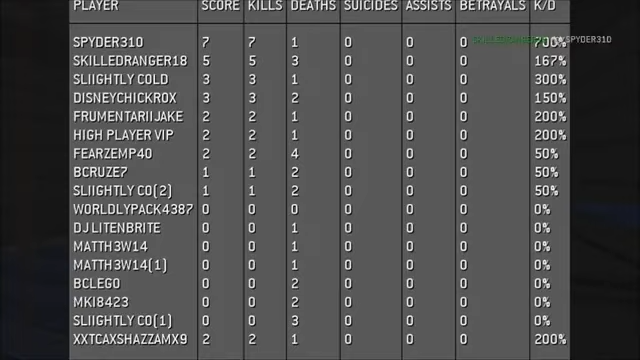 PLAYER SCORE KILLS DEATHS SUICIDES ASSISTS BETRAYALS K/D
SPYDER310 7 7 1 0 0 0 700% SPYDER310
SKILLEDRANGER18 5 5 3 0 0 0 167%
SLIIGHTLY COLD 3 3 1 0 0 0 300%
DISNEYCHICKROX 3 3 2 0 0 0 150%
FRUMENTARIIJAKE 2 2 1 0 0 0 200%
HIGH PLAYER VIP 2 2 1 0 0 0 200%
FEARZEMP40 2 2 4 0 0 0 50%
BCRUZE7 1 1 2 0 0 0 50%
SLIIGHTLY CO(2) 1 1 2 0 0 0 50%
WORLDLYPACK4387 0 0 0 0 0 0 0%
DJ LITENBRITE 0 0 1 0 0 0 0%
MATTH3W14 0 0 1 0 0 0 0%
MATTH3W14(1) 0 0 1 0 0 0 0%
BCLEGO 0 0 2 0 0 0 0%
MKI8423 0 0 2 0 0 0 0%
SLIIGHTLY CO(1) 0 0 3 0 0 0 0%
XXTCAXSHAZZAMX9 2 2 1 0 0 0 200%